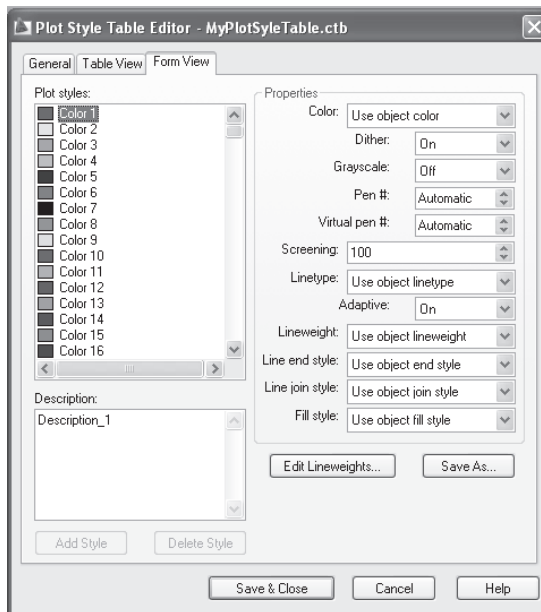 Plot Style Table Editor - MyPlotSyleTable.ctb
General
Table View
Form View
Plot styles:
Color 1
Color 2
Color 3
Color 4
Color 5
Color 6
Color 7
Color 8
Color 9
Color 10
Color 11
Color 12
Color 13
Color 14
Color 15
Color 16
Description:
Description_1
Add Style
Delete Style
Properties
Color: Use object color
Dither: On
Grayscale: Off
Pen #: Automatic
Virtual pen #: Automatic
Screening: 100
Linetype: Use object linetype
Adaptive: On
Lineweight: Use object lineweight
Line end style: Use object end style
Line join style: Use object join style
Fill style: Use object fill style
Edit Lineweights...
Save As...
Save & Close
Cancel
Help